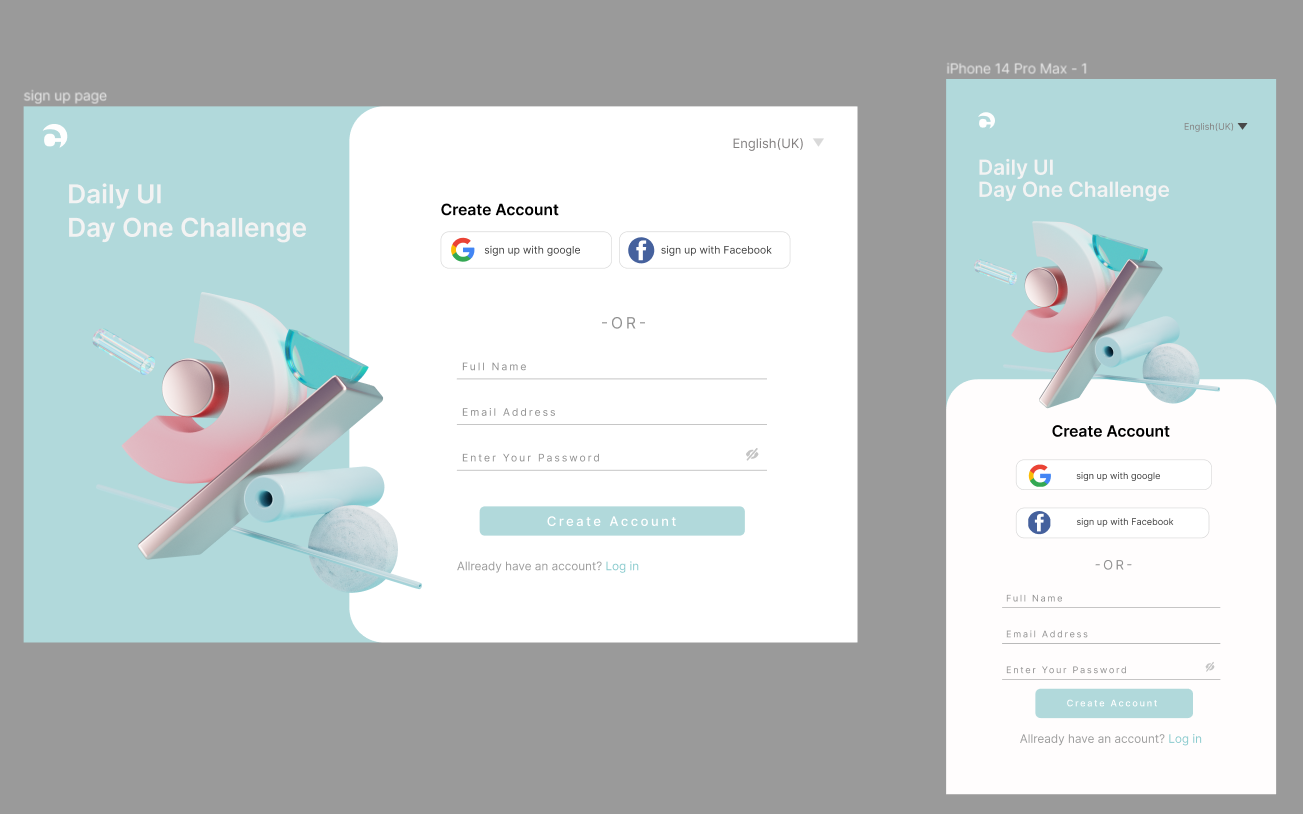 sign up page
Daily UI
Day One Challenge
English(UK)
Create Account
sign up with google
sign up with Facebook
-OR-
Full Name
Email Address
Enter Your Password
Create Account
Allready have an account? Log in
iPhone 14 Pro Max - 1
English(UK)
Daily UI
Day One Challenge
Create Account
sign up with google
sign up with Facebook
-OR-
Full Name
Email Address
Enter Your Password
Create Account
Allready have an account? Log in